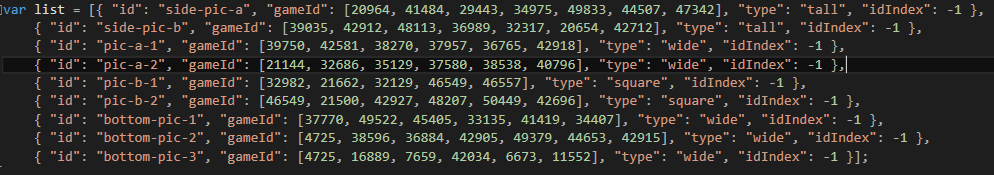 var list = [{ "id": "side-pic-a", "gameId": [20964, 41484, 29443, 34975, 49833, 44507, 47342], "type": "tall", "idIndex": -1 },
{ "id": "side-pic-b", "gameId": [39035, 42912, 48113, 36989, 32317, 20654, 42712], "type": "tall", "idIndex": -1 },
{ "id": "pic-a-1", "gameId": [39750, 42581, 38270, 37957, 36765, 42918], "type": "wide", "idIndex": -1 },
{ "id": "pic-a-2", "gameId": [21144, 32686, 35129, 37580, 38538, 40796], "type": "wide", "idIndex": -1 },
{ "id": "pic-b-1", "gameId": [32982, 21662, 32129, 46549, 46557], "type": "square", "idIndex": -1 },
{ "id": "pic-b-2", "gameId": [46549, 21500, 42927, 48207, 50449, 42696], "type": "square", "idIndex": -1 },
{ "id": "bottom-pic-1", "gameId": [37770, 49522, 45405, 33135, 41419, 34407], "type": "wide", "idIndex": -1 },
{ "id": "bottom-pic-2", "gameId": [4725, 38596, 36884, 42905, 49379, 44653, 42915], "type": "wide", "idIndex": -1 },
{ "id": "bottom-pic-3", "gameId": [4725, 16889, 7659, 42034, 6673, 11552], "type": "wide", "idIndex": -1 }];